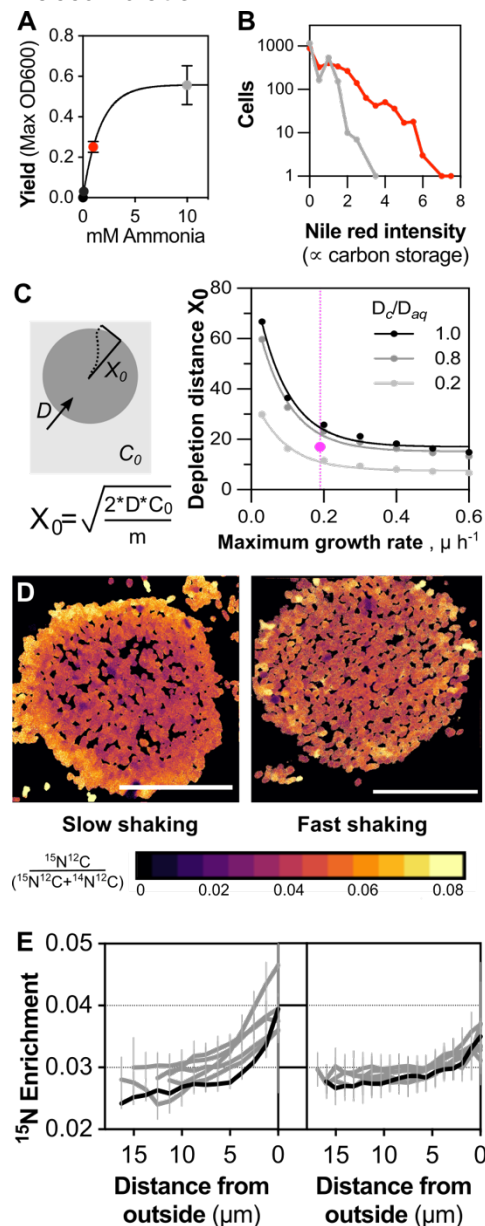 A
Yield (Max OD600)
0.8
0.6
0.4
0.2
0.0
0
5
10
mM Ammonia
B
Cells
1000
100
10
1
0
2
4
6
8
Nile red intensity
(∝ carbon storage)
C
X0
D
C0
X0=√2*D*C0/m
Depletion distance X0
80
60
40
20
0
Dc/Daq
1.0
0.8
0.2
0.0
0.2
0.4
0.6
Maximum growth rate , µ h-1
D
Slow shaking
Fast shaking
15N12C
(15N12C+14N12C)
0
0.02
0.04
0.06
0.08
E
15N Enrichment
0.05
0.04
0.03
0.02
15
10
5
0
15
10
5
0
Distance from
outside (µm)
Distance from
outside (µm)